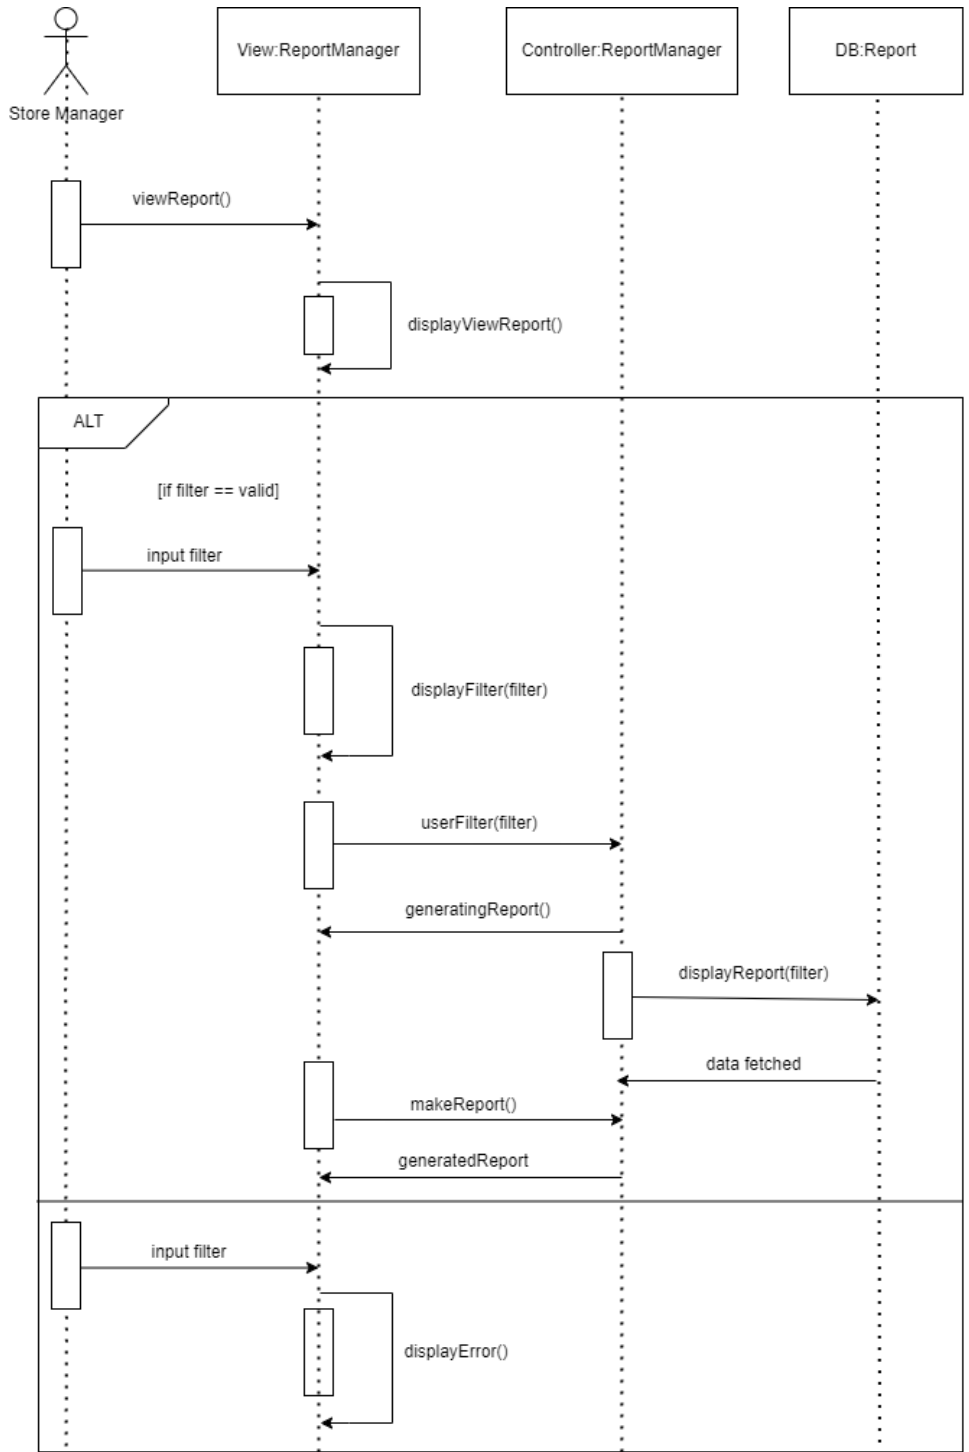 View:ReportManager
Controller:ReportManager
DB:Report
Store Manager
viewReport()
displayViewReport()
ALT
[if filter == valid]
input filter
displayFilter(filter)
userFilter(filter)
generatingReport()
displayReport(filter)
data fetched
makeReport()
generatedReport
input filter
displayError()